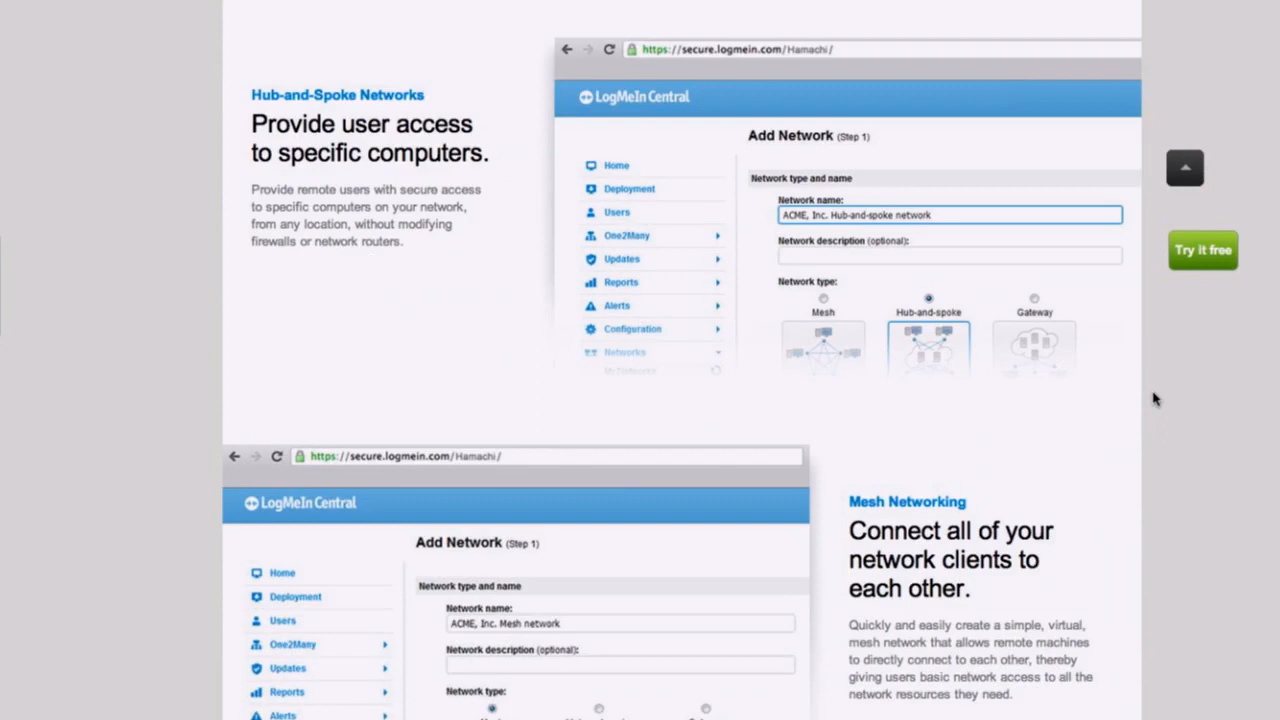 https://secure.logmein.com/Hamachi/
Hub-and-Spoke Networks
Provide user access
to specific computers.
Provide remote users with secure access
to specific computers on your network,
from any location, without modifying
firewalls or network routers.
LogMeIn Central
Add Network (Step 1)
Home
Deployment
Users
One2Many
Updates
Reports
Alerts
Configuration
Networks
My Networks
Network type and name
Network name:
ACME, Inc. Hub-and-spoke network
Network description (optional):
Network type:
Mesh
Hub-and-spoke
Gateway
Try it free
https://secure.logmein.com/Hamachi/
LogMeIn Central
Add Network (Step 1)
Home
Deployment
Users
One2Many
Updates
Reports
Alerts
Network type and name
Network name:
ACME, Inc. Mesh network
Network description (optional):
Network type:
Mesh Networking
Connect all of your
network clients to
each other.
Quickly and easily create a simple, virtual,
mesh network that allows remote machines
to directly connect to each other, thereby
giving users basic network access to all the
network resources they need.